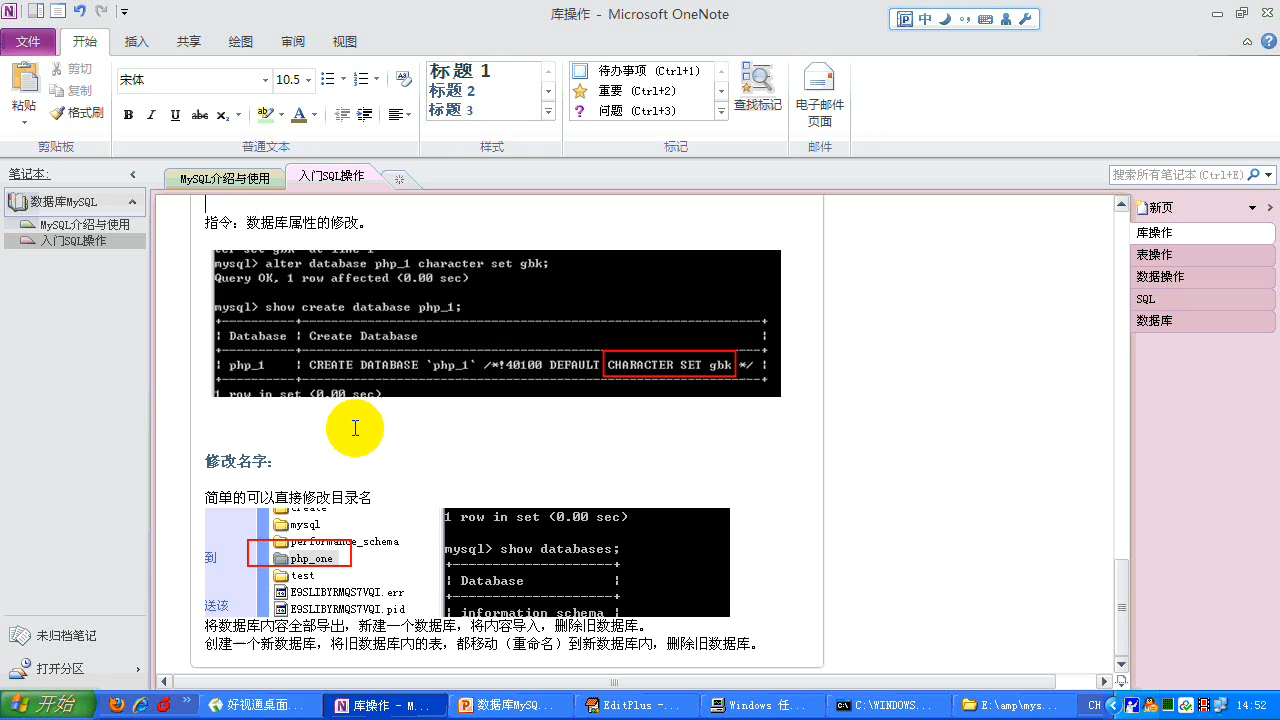 库操作 - Microsoft OneNote
中
文件
开始
插入
共享
绘图
审阅
视图
粘贴
剪切
复制
格式刷
剪贴板
宋体
10.5
B I U abc x₂
A
普通文本
标题 1
标题 2
标题 3
样式
待办事项 (Ctrl+1)
重要 (Ctrl+2)
问题 (Ctrl+3)
标记
查找标记
电子邮件
页面
邮件
笔记本:
MySQL介绍与使用
入门SQL操作
搜索所有笔记本(Ctrl+E)
数据库MySQL
MySQL介绍与使用
入门SQL操作
未归档笔记
打开分区
新页
库操作
表操作
数据操作
SQL
数据库
指令：数据库属性的修改。
mysql> alter database php_1 character set gbk;
Query OK, 1 row affected (0.00 sec)
mysql> show create database php_1;
| Database | Create Database |
| php_1 | CREATE DATABASE `php_1` /*!40100 DEFAULT CHARACTER SET gbk */ |
1 row in set (0.00 sec)
修改名字:
简单的可以直接修改目录名
create
mysql
performance_schema
php_one
test
E9SLIBYRMQS7VQI.err
E9SLIBYRMQS7VQI.pid
到
送该
1 row in set (0.00 sec)
mysql> show databases;
| Database |
| information_schema |
将数据库内容全部导出，新建一个数据库，将内容导入，删除旧数据库。
创建一个新数据库，将旧数据库内的表，都移动（重命名）到新数据库内，删除旧数据库。
开始
好视通桌面...
库操作 - M...
数据库MySQ...
EditPlus - ...
Windows 任...
C:\WINDOWS...
E:\amp\mys...
CH
14:52